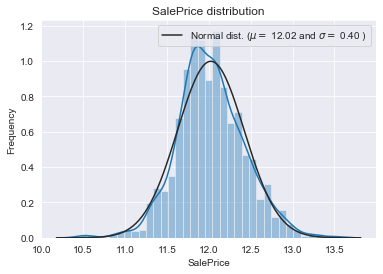 SalePrice distribution
Normal dist. (μ = 12.02 and σ = 0.40 )
Frequency
1.2
1.0
0.8
0.6
0.4
0.2
0.0
10.0 10.5 11.0 11.5 12.0 12.5 13.0 13.5
SalePrice